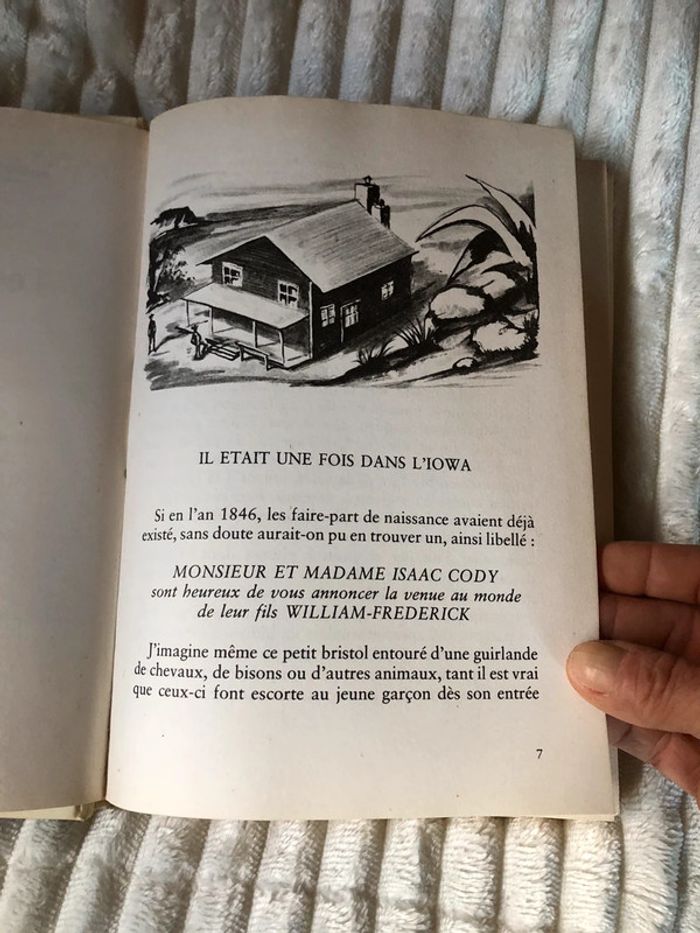 IL ETAIT UNE FOIS DANS L'IOWA
Si en l'an 1846, les faire-part de naissance avaient déjà
existé, sans doute aurait-on pu en trouver un, ainsi libellé :
MONSIEUR ET MADAME ISAAC CODY
sont heureux de vous annoncer la venue au monde
de leur fils WILLIAM-FREDERICK
J'imagine même ce petit bristol entouré d'une guirlande
de chevaux, de bisons ou d'autres animaux, tant il est vrai
que ceux-ci font escorte au jeune garçon dès son entrée
7